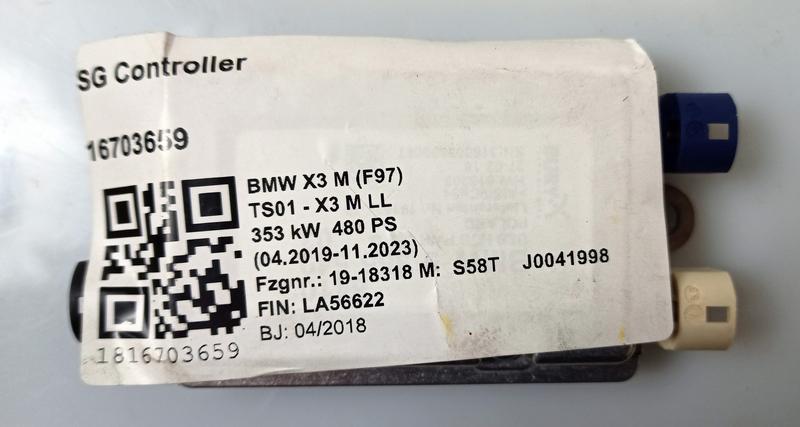 SG Controller
16703659
BMW X3 M (F97)
TS01 - X3 M LL
353 kW 480 PS
(04.2019-11.2023)
Fzgnr.: 19-18318 M: S58T J0041998
FIN: LA56622
BJ: 04/2018
1816703659